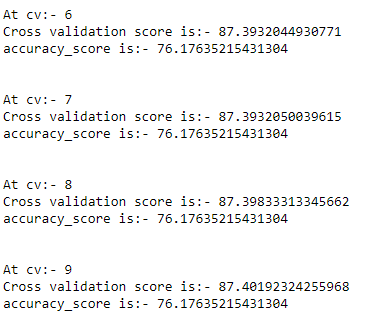 At cv:- 6
Cross validation score is:- 87.3932044930771
accuracy_score is:- 76.17635215431304
At cv:- 7
Cross validation score is:- 87.3932050039615
accuracy_score is:- 76.17635215431304
At cv:- 8
Cross validation score is:- 87.39833313345662
accuracy_score is:- 76.17635215431304
At cv:- 9
Cross validation score is:- 87.40192324255968
accuracy_score is:- 76.17635215431304